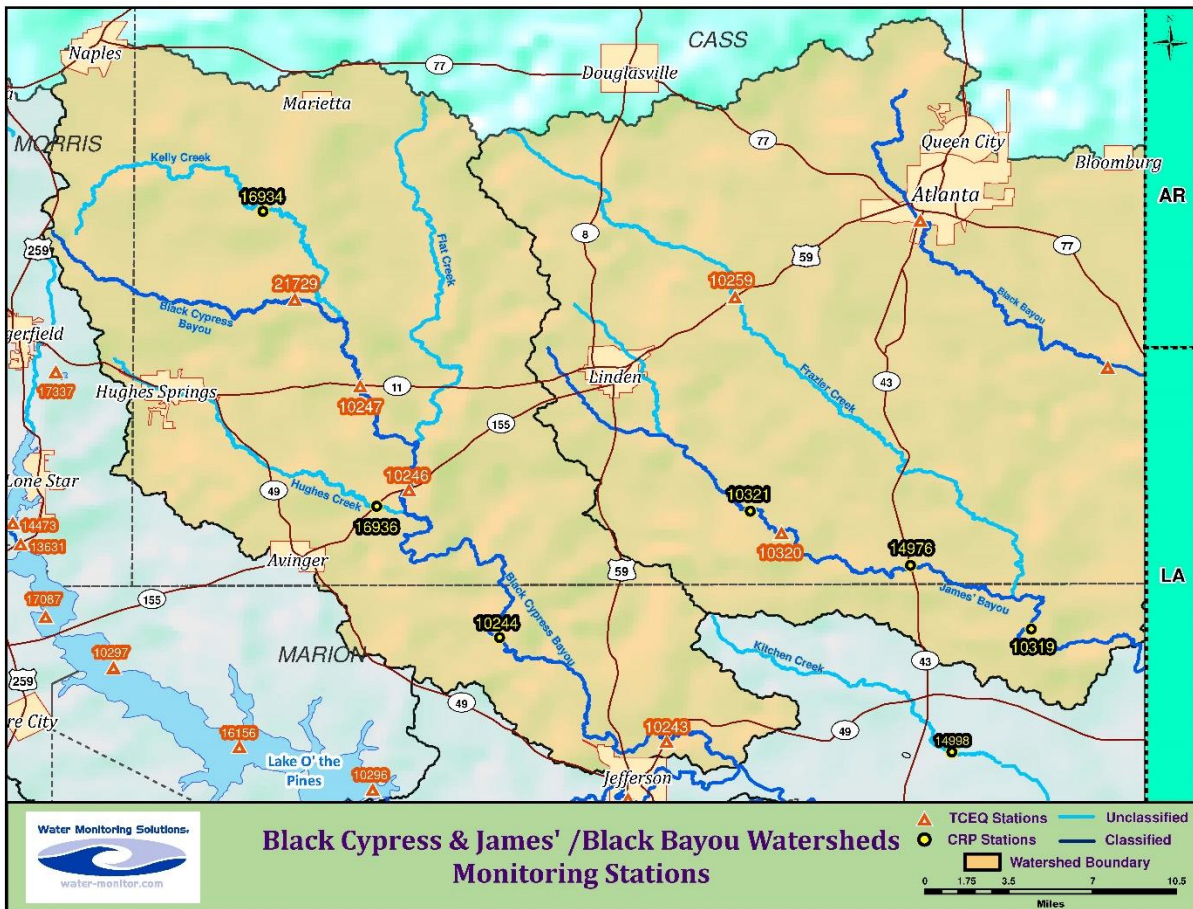 CASS
Naples
77
Douglasville
Marietta
77
MORRIS
Queen City
Bloomburg
Kelly Creek
16934
Atlanta
AR
8
259
Flat Creek
59
77
21729
10259
Black Cypress
Bayou
Black Bayou
gerfield
17337
Hughes Springs
11
10247
Linden
Frazier Creek
43
155
Lone Star
49
10246
Hughes Creek
16936
10321
14473
13631
10320
14976
Avinger
59
LA
155
17087
Black Cypress Bayou
James' Bayou
10244
10319
MARION
Kitchen Creek
10297
43
259
49
re City
16156
10243
49
14998
Lake O' the
Pines
10296
Jefferson
Water Monitoring Solutions.
water-monitor.com
Black Cypress & James' /Black Bayou Watersheds
Monitoring Stations
TCEQ Stations Unclassified
CRP Stations Classified
Watershed Boundary
0 1.75 3.5 7 10.5
Miles